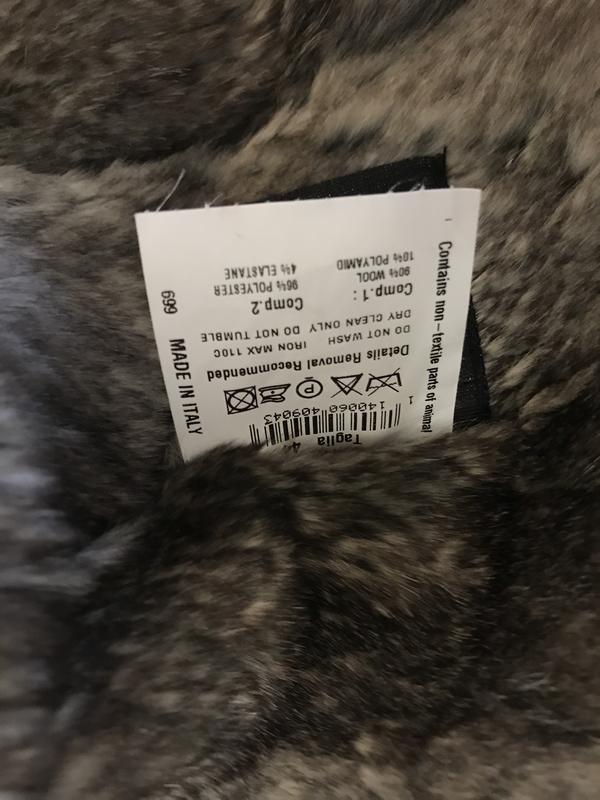 Taglia 4
1 140060 409043
Details Removal Recommended
DO NOT WASH IRON MAX 110C
DRY CLEAN ONLY DO NOT TUMBLE
Comp.1: Comp.2
90% WOOL 96% POLYESTER
10% POLYAMID 4% ELASTANE
Contains non-textile parts of animal
MADE IN ITALY 699